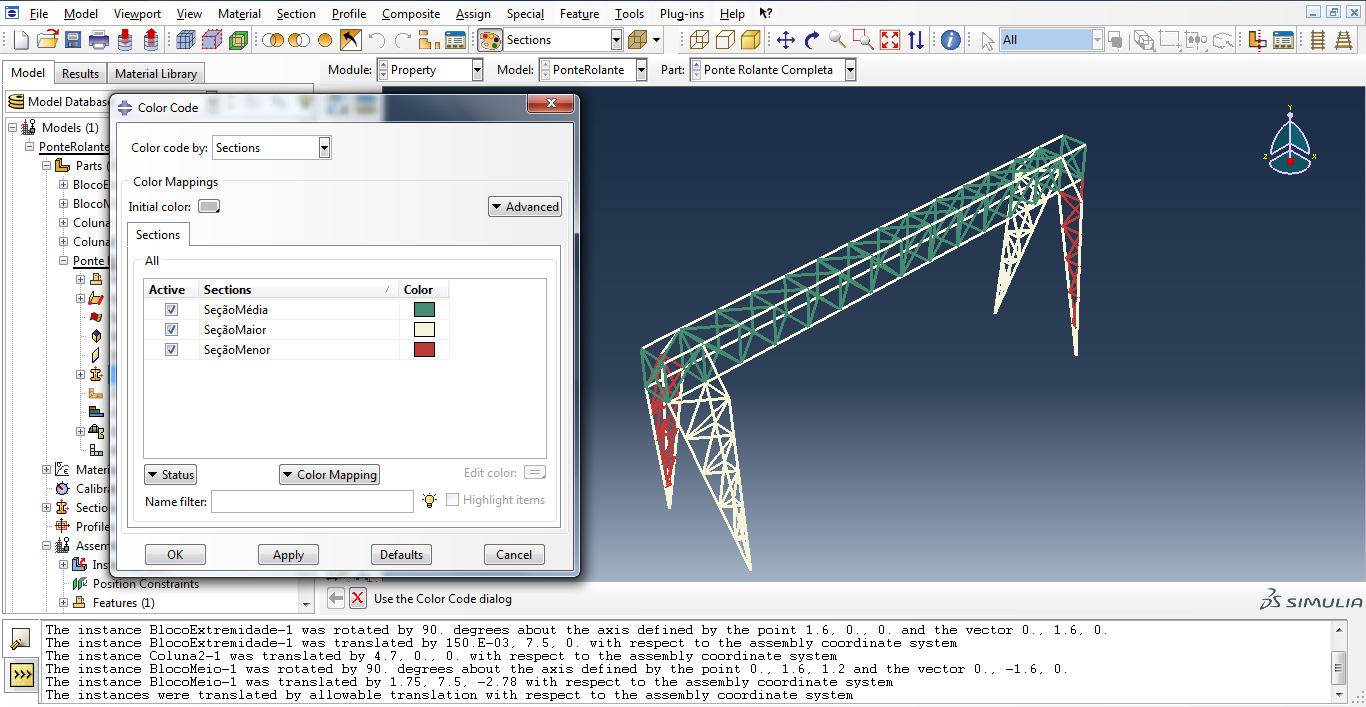 File Model Viewport View Material Section Profile Composite Assign Special Feature Tools Plug-ins Help
Sections All
Model Results Material Library Module: Property Model: PonteRolante Part: Ponte Rolante Completa
Model Databas
Models (1)
PonteRolante
Parts (
BlocoE
BlocoM
Coluna
Coluna
Ponte
Materi
Calibra
Sectio
Profile
Assem
Ins
Position Constraints
Features (1)
Color Code
Color code by: Sections
Color Mappings
Initial color:
Advanced
Sections
All
Active Sections Color
SeçãoMédia
SeçãoMaior
SeçãoMenor
Status Color Mapping Edit color:
Name filter: Highlight items
OK Apply Defaults Cancel
Y
Z X
Use the Color Code dialog
SIMULIA
The instance BlocoExtremidade-1 was rotated by 90. degrees about the axis defined by the point 1.6, 0., 0. and the vector 0., 1.6, 0.
The instance BlocoExtremidade-1 was translated by 150.E-03, 7.5, 0. with respect to the assembly coordinate system
The instance Coluna2-1 was translated by 4.7, 0., 0. with respect to the assembly coordinate system
The instance BlocoMeio-1 was rotated by 90. degrees about the axis defined by the point 0., 1.6, 1.2 and the vector 0., -1.6, 0.
The instance BlocoMeio-1 was translated by 1.75, 7.5, -2.78 with respect to the assembly coordinate system
The instances were translated by allowable translation with respect to the assembly coordinate system